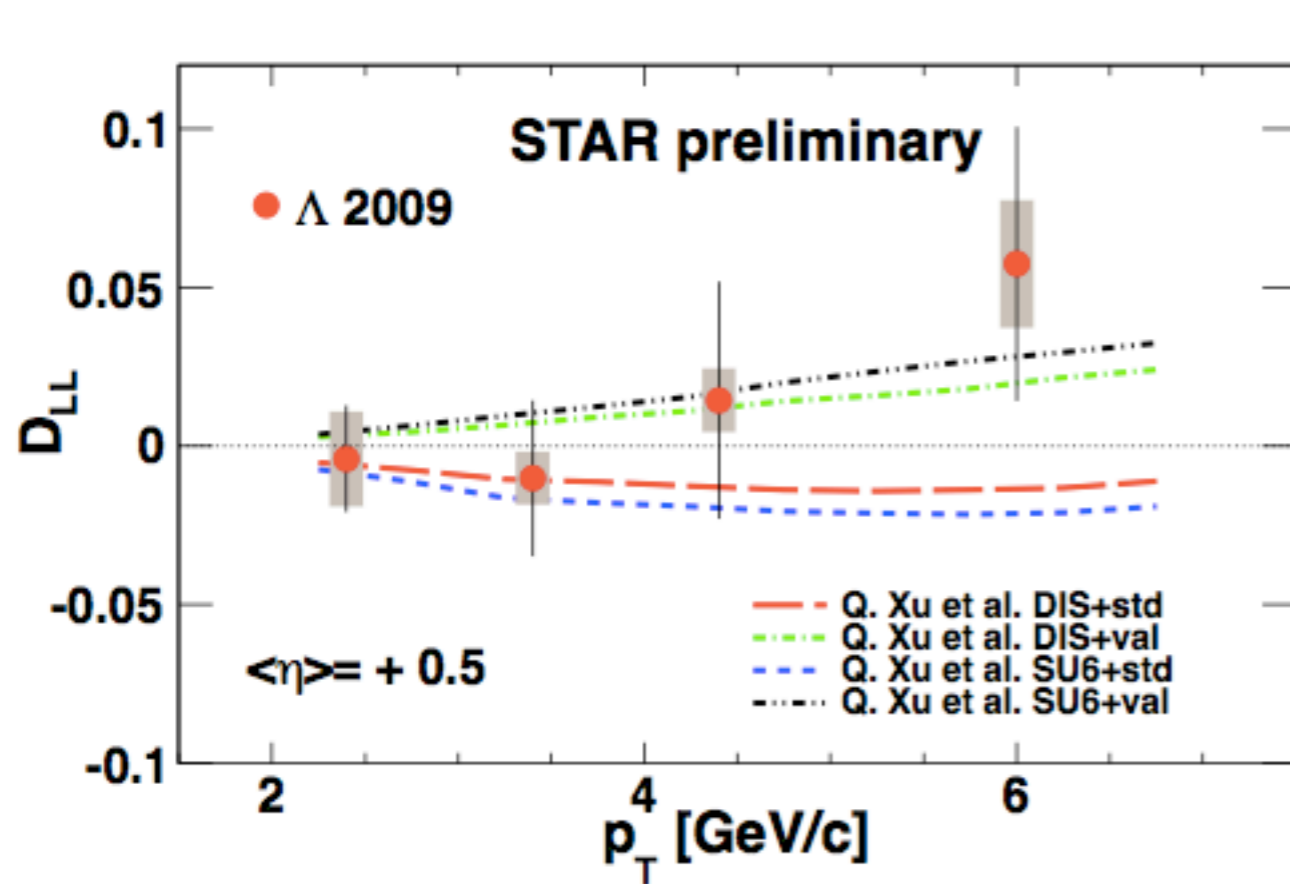 STAR preliminary
Λ 2009
0.1
0.05
0
-0.05
-0.1
D_LL
<η>= + 0.5
Q. Xu et al. DIS+std
Q. Xu et al. DIS+val
Q. Xu et al. SU6+std
Q. Xu et al. SU6+val
2 4 6
p_T [GeV/c]